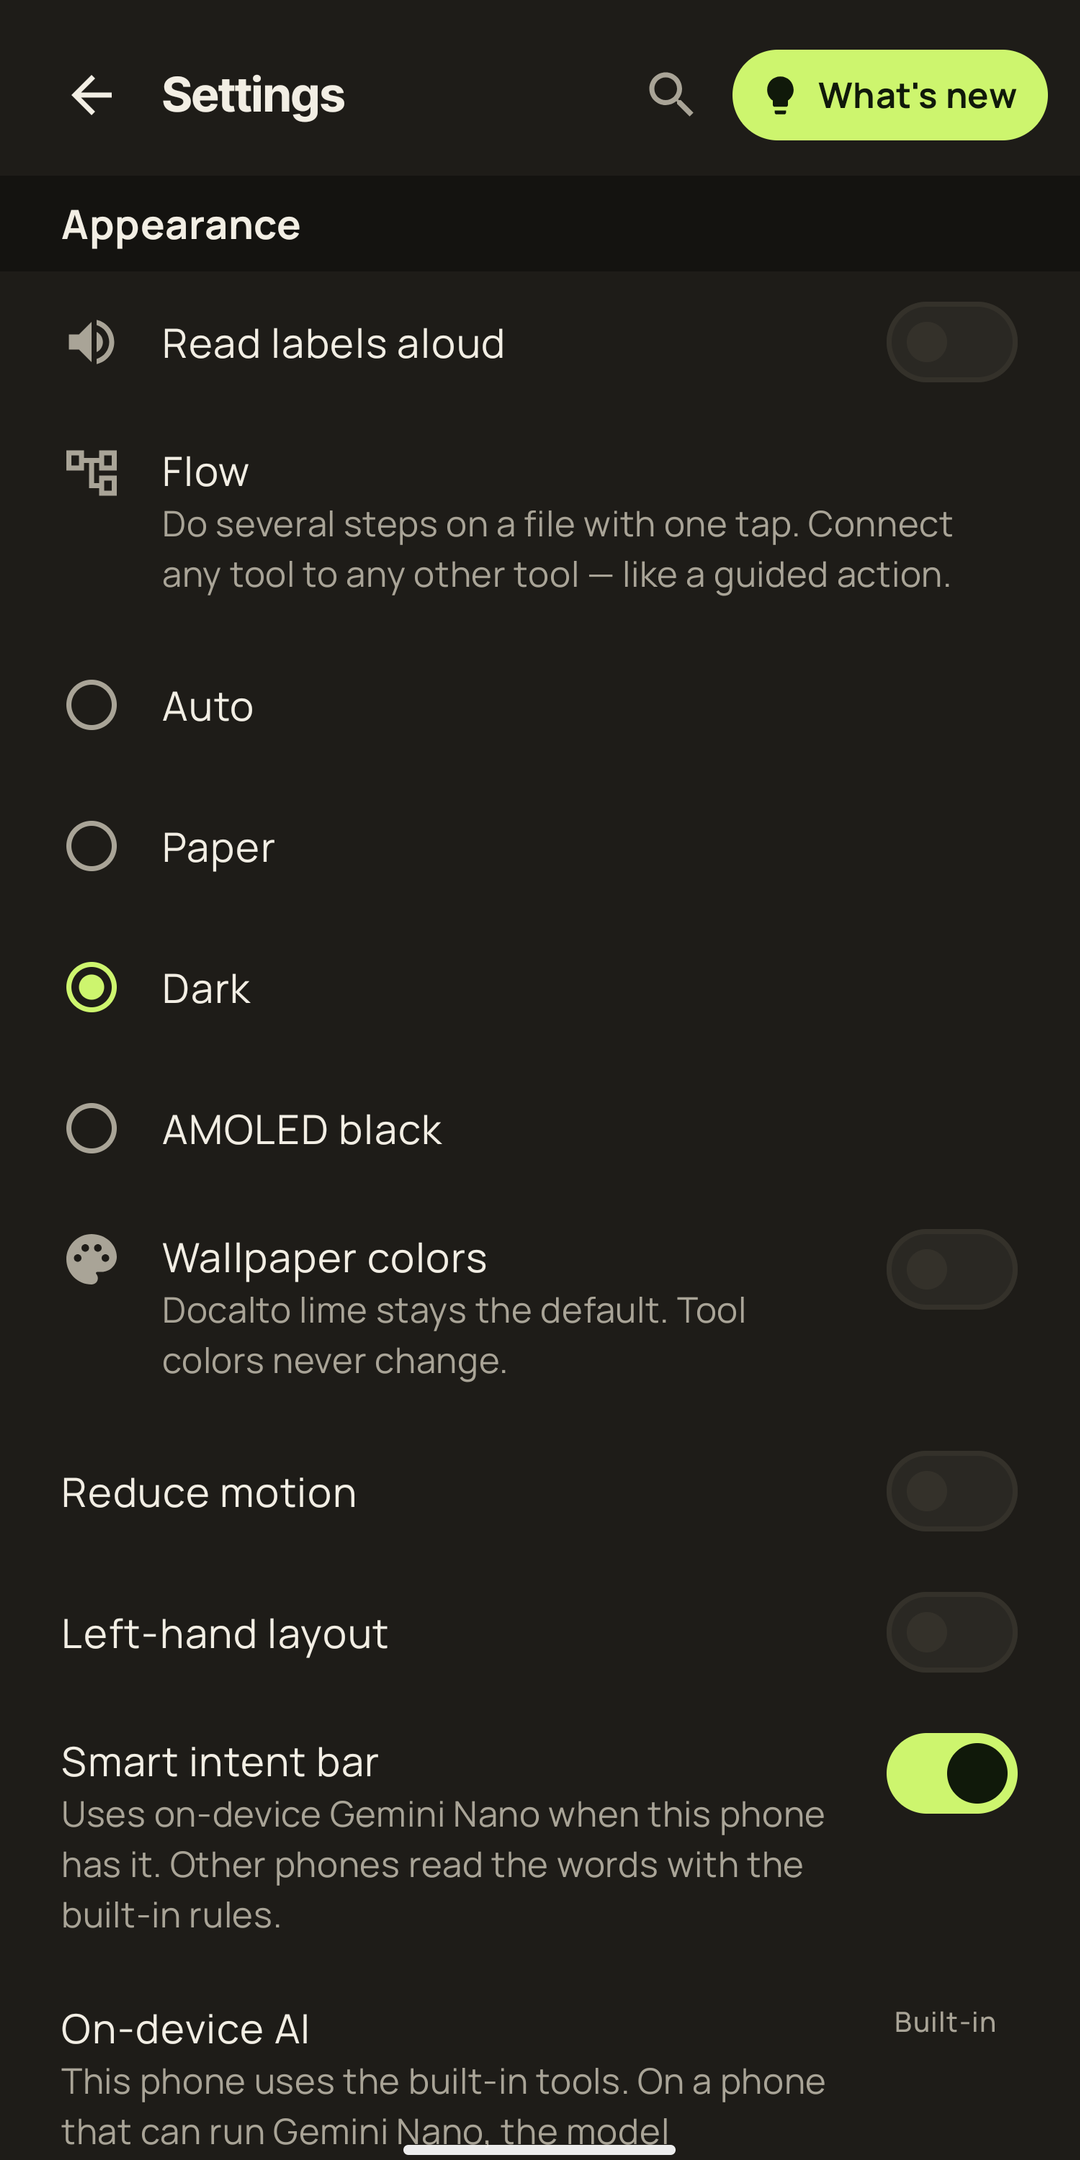 Settings
What's new
Appearance
Read labels aloud
Flow
Do several steps on a file with one tap. Connect
any tool to any other tool — like a guided action.
Auto
Paper
Dark
AMOLED black
Wallpaper colors
Docalto lime stays the default. Tool
colors never change.
Reduce motion
Left-hand layout
Smart intent bar
Uses on-device Gemini Nano when this phone
has it. Other phones read the words with the
built-in rules.
On-device AI
Built-in
This phone uses the built-in tools. On a phone
that can run Gemini Nano, the model